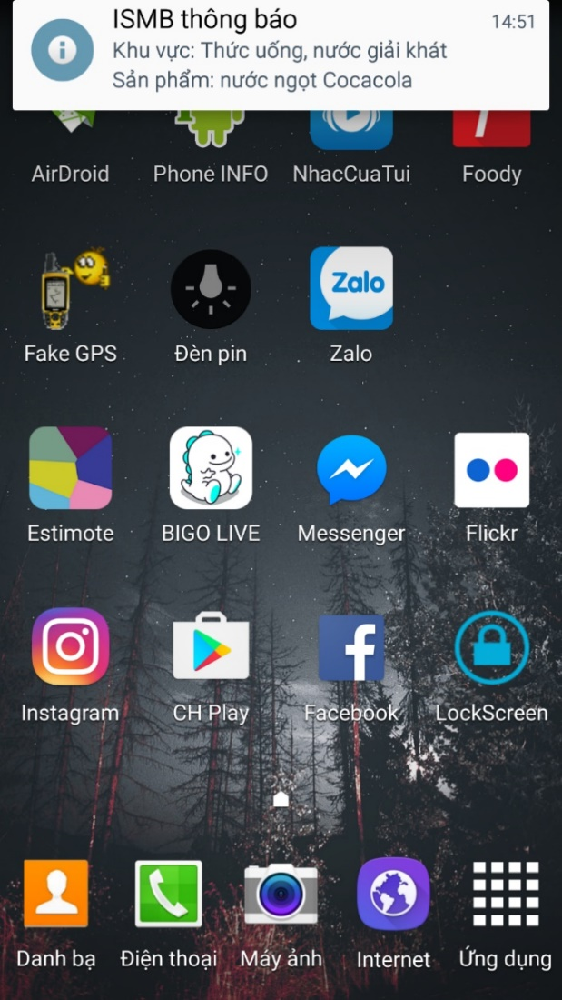 ISMB thông báo
14:51
Khu vực: Thức uống, nước giải khát
Sản phẩm: nước ngọt Cocacola
AirDroid
Phone INFO
NhacCuaTui
Foody
Zalo
Fake GPS
Đèn pin
Zalo
Estimote
BIGO LIVE
Messenger
Flickr
Instagram
CH Play
Facebook
LockScreen
Danh bạ
Điện thoại
Máy ảnh
Internet
Ứng dụng